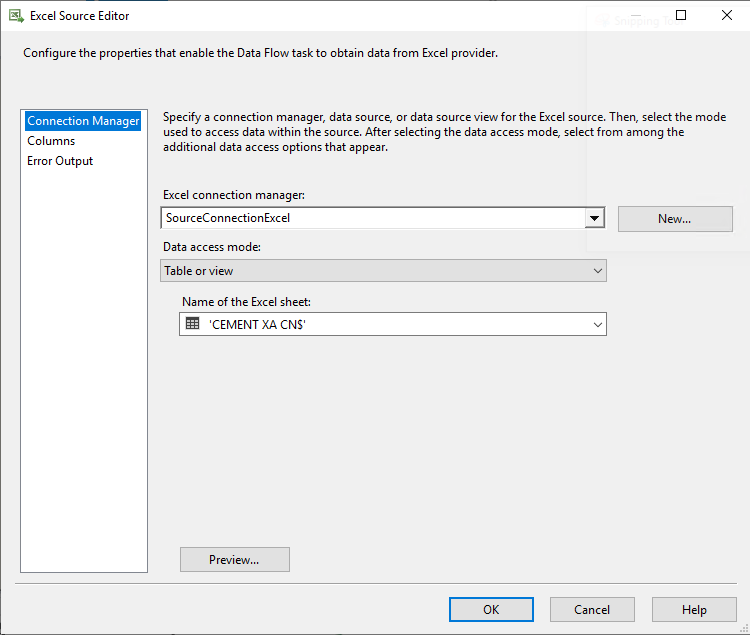 Excel Source Editor
Snipping Tool
Configure the properties that enable the Data Flow task to obtain data from Excel provider.
Connection Manager
Columns
Error Output
Specify a connection manager, data source, or data source view for the Excel source. Then, select the mode
used to access data within the source. After selecting the data access mode, select from among the
additional data access options that appear.
Excel connection manager:
SourceConnectionExcel
New...
Data access mode:
Table or view
Name of the Excel sheet:
'CEMENT XA CN$'
Preview...
OK
Cancel
Help